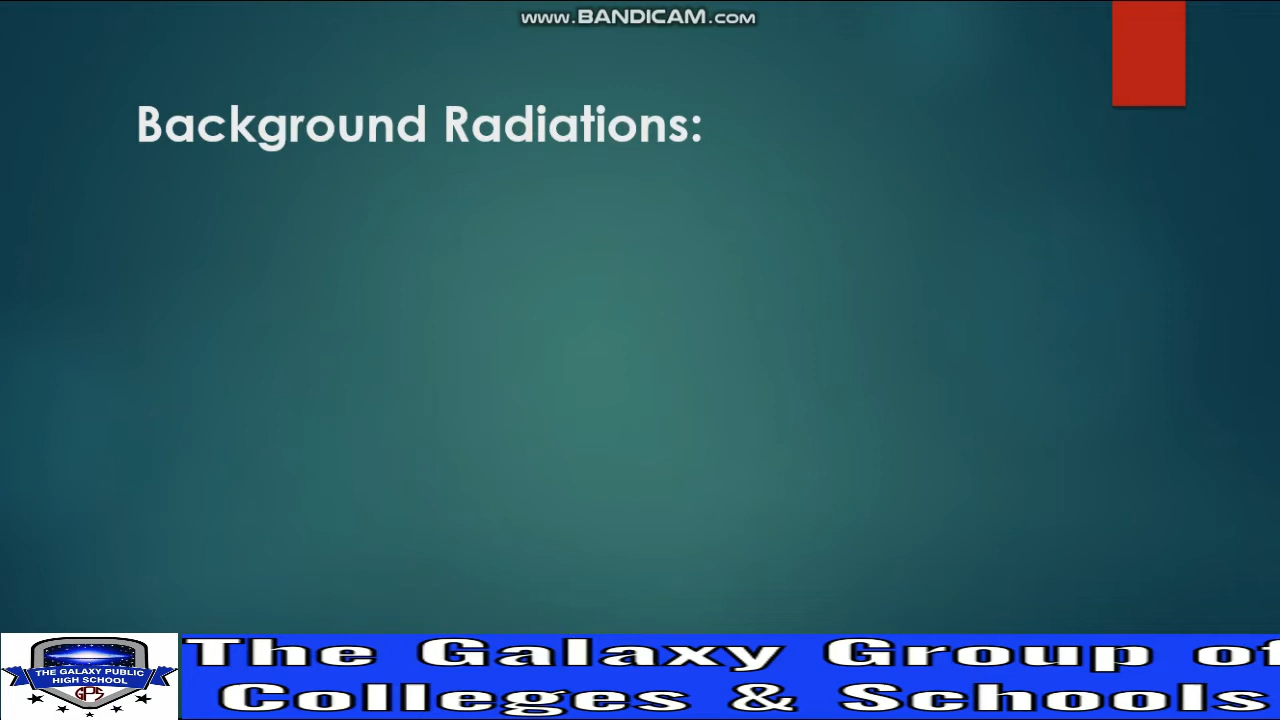 www.BANDICAM.com
Background Radiations:
THE GALAXY PUBLIC
HIGH SCHOOL
GPS
The Galaxy Group of
Colleges & Schools